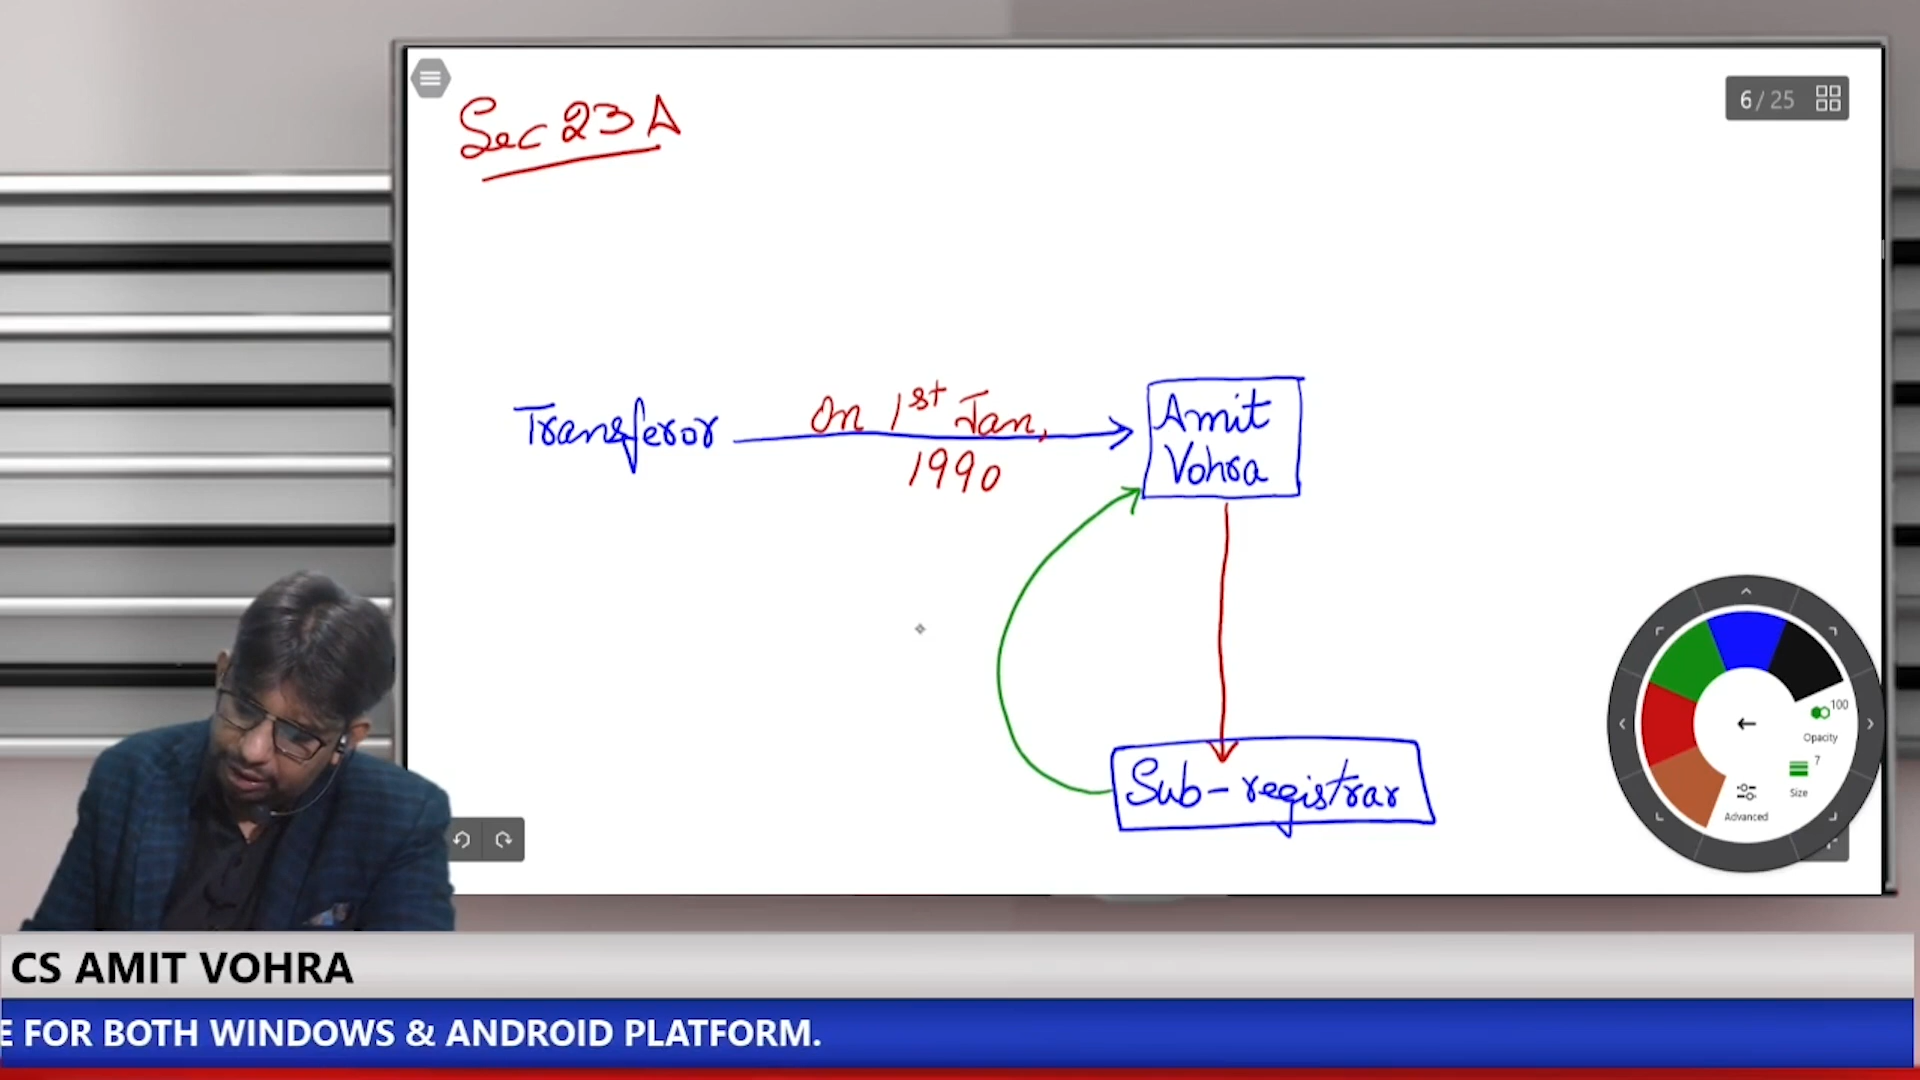 Sec 23 A
6 / 25
Transferor
On 1st Jan,
1990
Amit
Vohra
Sub-registrar
100
Opacity
7
Size
Advanced
CS AMIT VOHRA
E FOR BOTH WINDOWS & ANDROID PLATFORM.